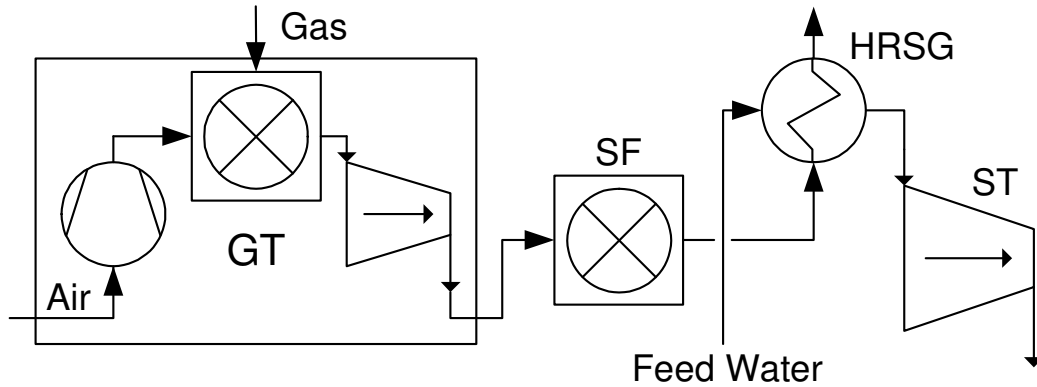 Gas
HRSG
SF
ST
GT
Air
Feed Water